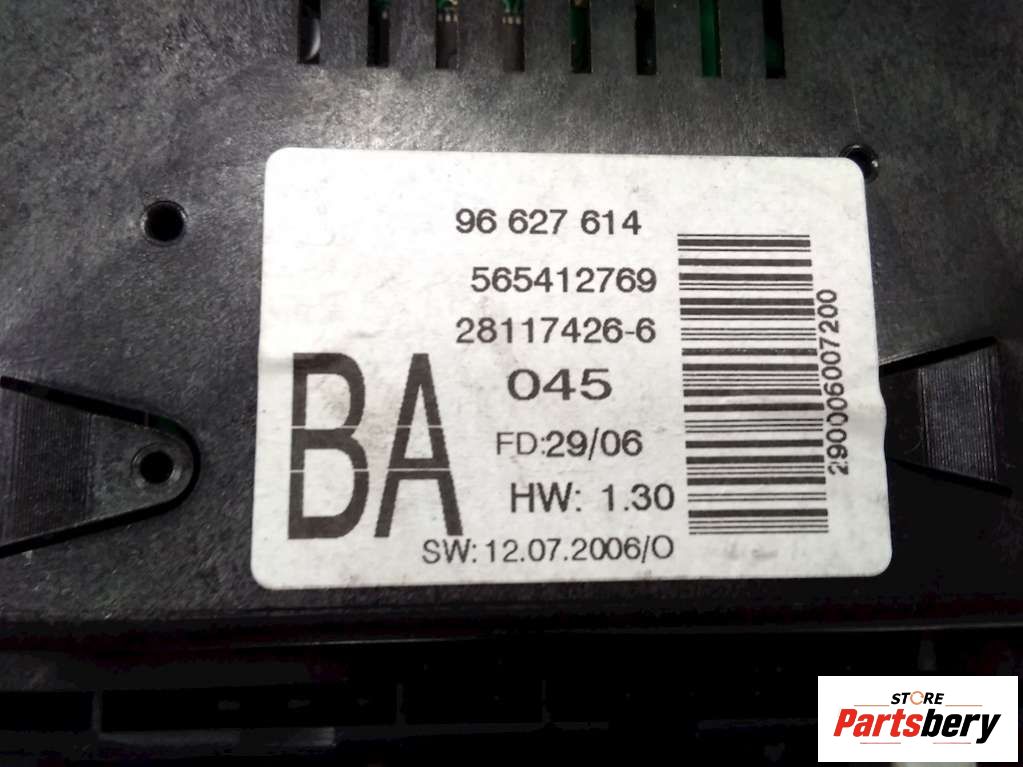 96 627 614
565412769
28117426-6
BA
045
FD:29/06
HW: 1.30
SW: 12.07.2006/O
290006007200
STORE
Partsbery